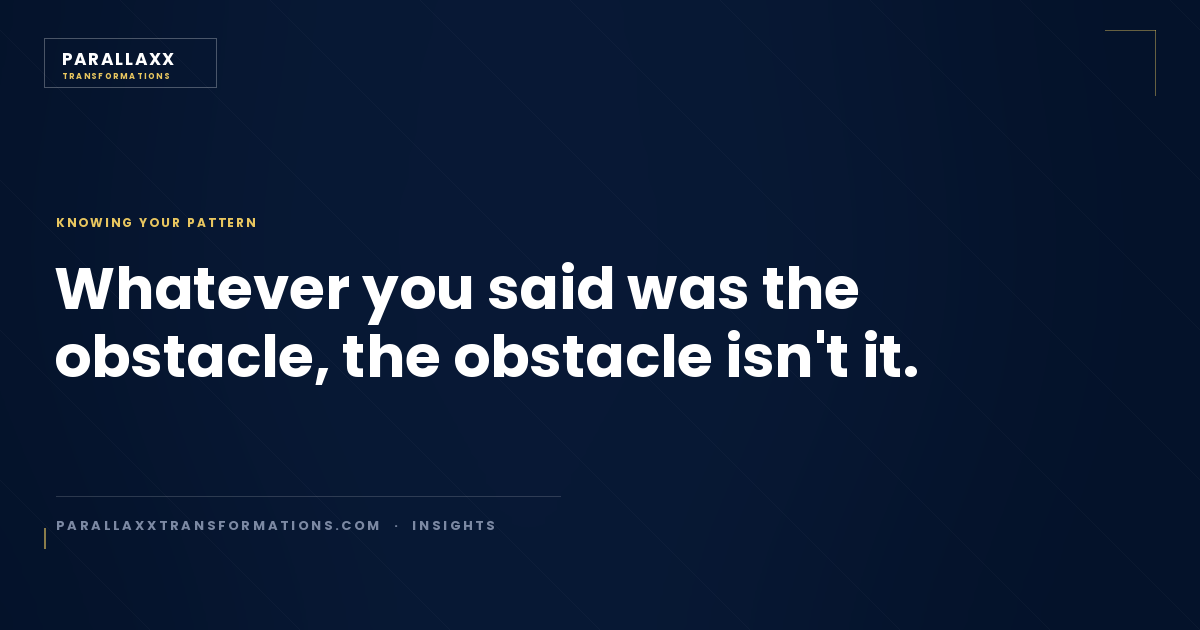 PARALLAXX
TRANSFORMATIONS
KNOWING YOUR PATTERN
Whatever you said was the
obstacle, the obstacle isn't it.
PARALLAXXTRANSFORMATIONS.COM · INSIGHTS